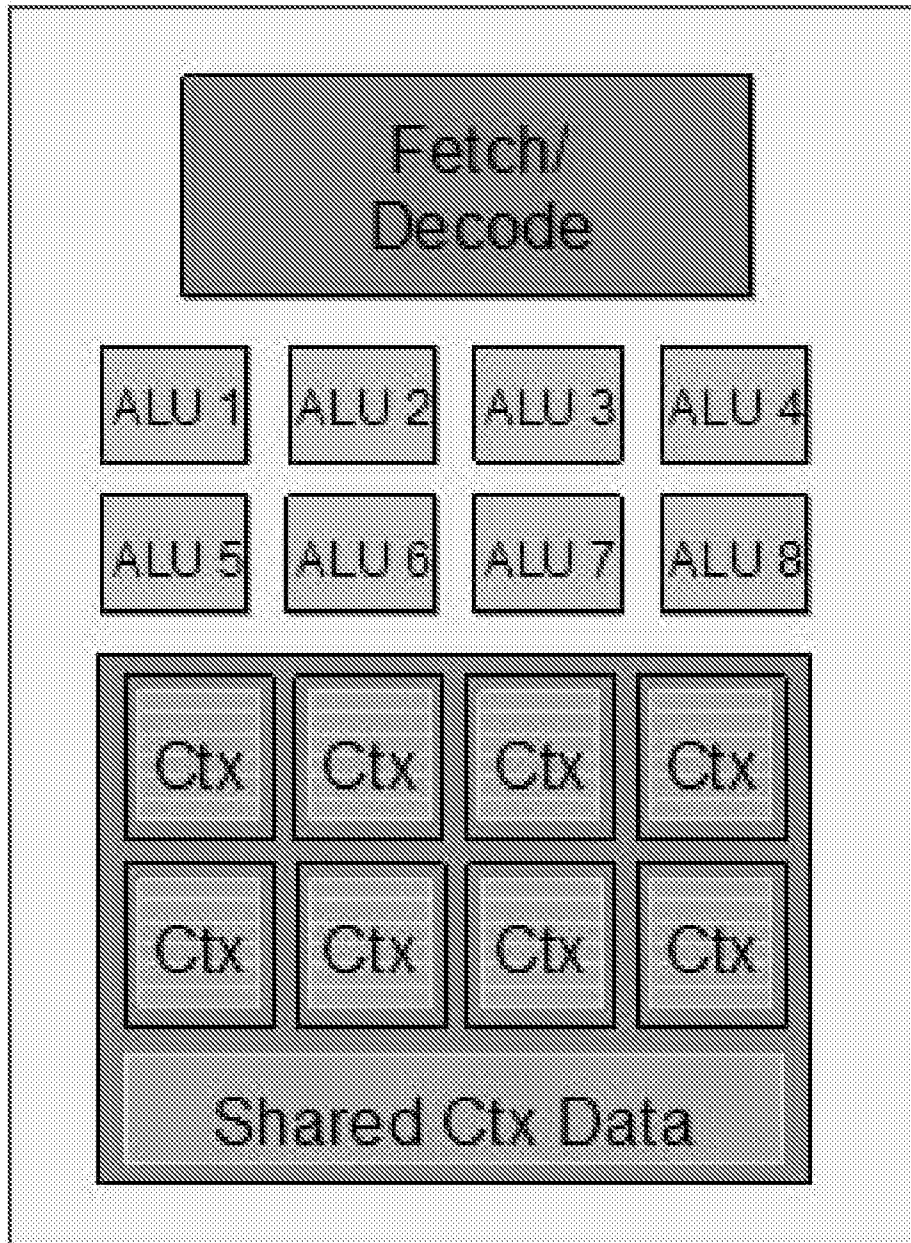 Fetch/
Decode
ALU 1 ALU 2 ALU 3 ALU 4
ALU 5 ALU 6 ALU 7 ALU 8
Ctx Ctx Ctx Ctx
Ctx Ctx Ctx Ctx
Shared Ctx Data